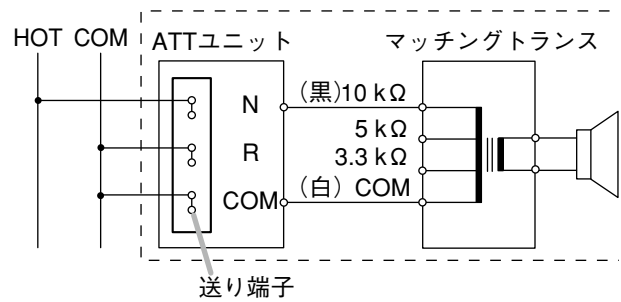 HOT COM ATTユニット マッチングトランス
N (黒)10 kΩ
5 kΩ
R 3.3 kΩ
COM (白) COM
送り端子